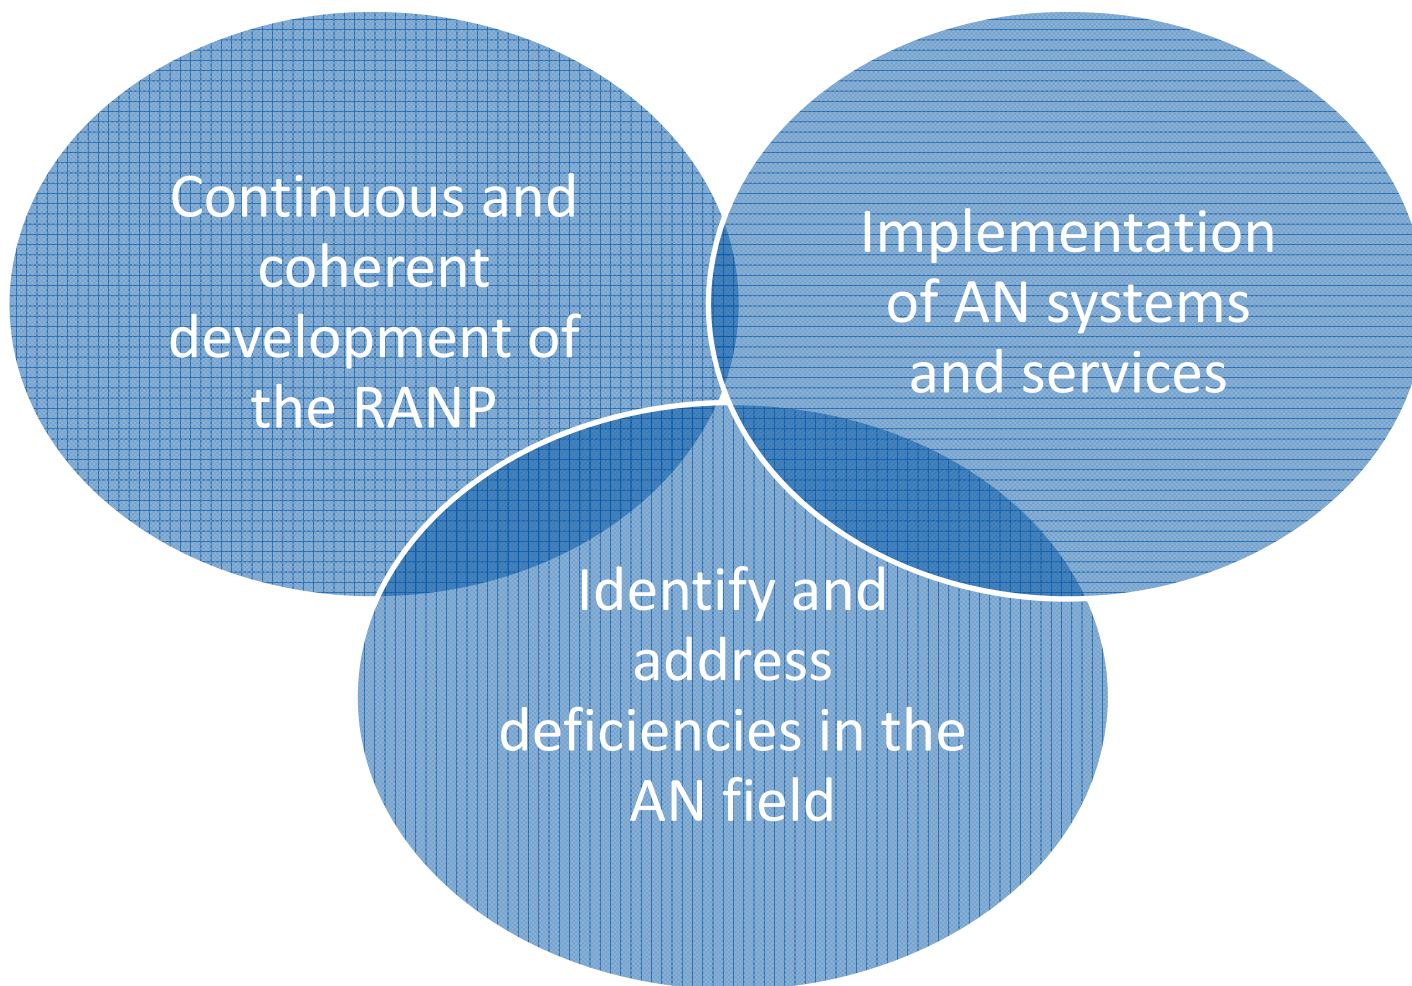 Continuous and
coherent
development of
the RANP
Implementation
of AN systems
and services
Identify and
address
deficiencies in the
AN field